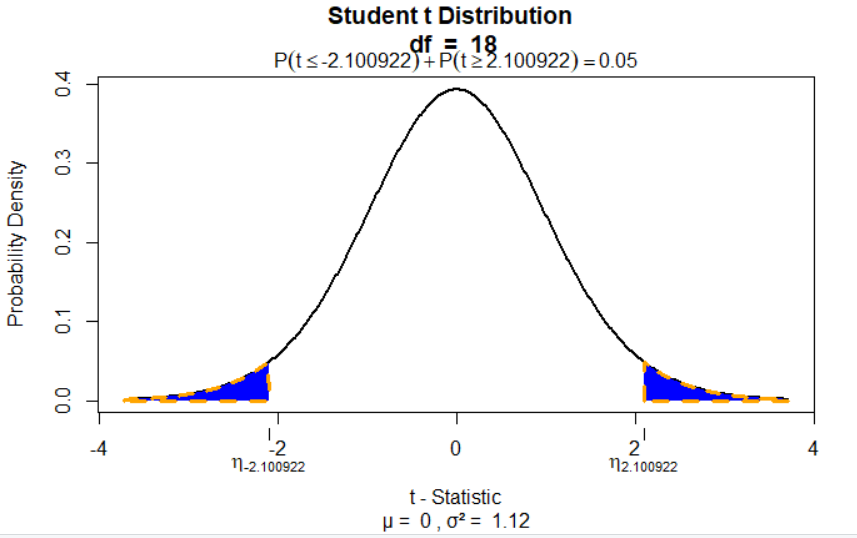 Student t Distribution
df = 18
P(t ≤ -2.100922) + P(t ≥ 2.100922) = 0.05
Probability Density
0.4
0.3
0.2
0.1
0.0
-4 -2 0 2 4
η-2.100922 η2.100922
t - Statistic
μ = 0 , σ² = 1.12